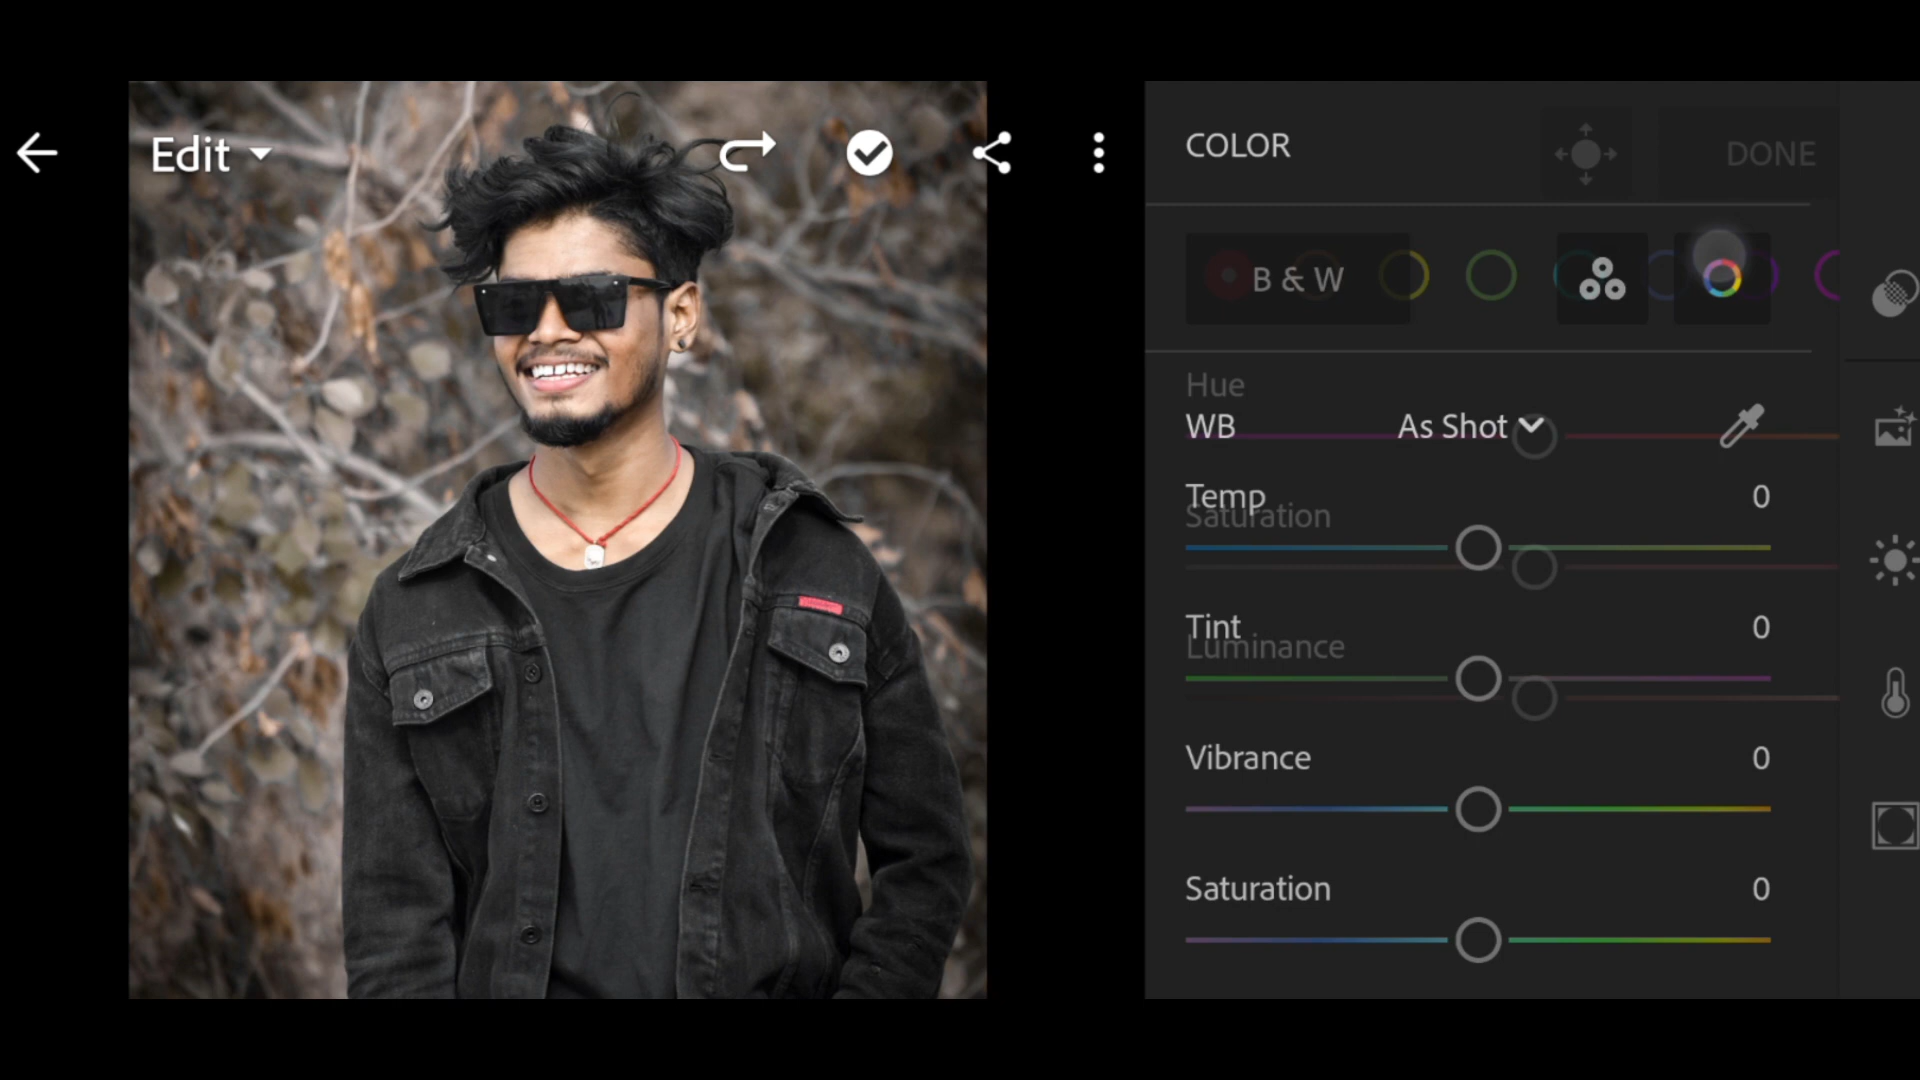 Edit
COLOR
DONE
B & W
Hue
WB As Shot
Temp 0
Saturation
Tint 0
Luminance
Vibrance 0
Saturation 0